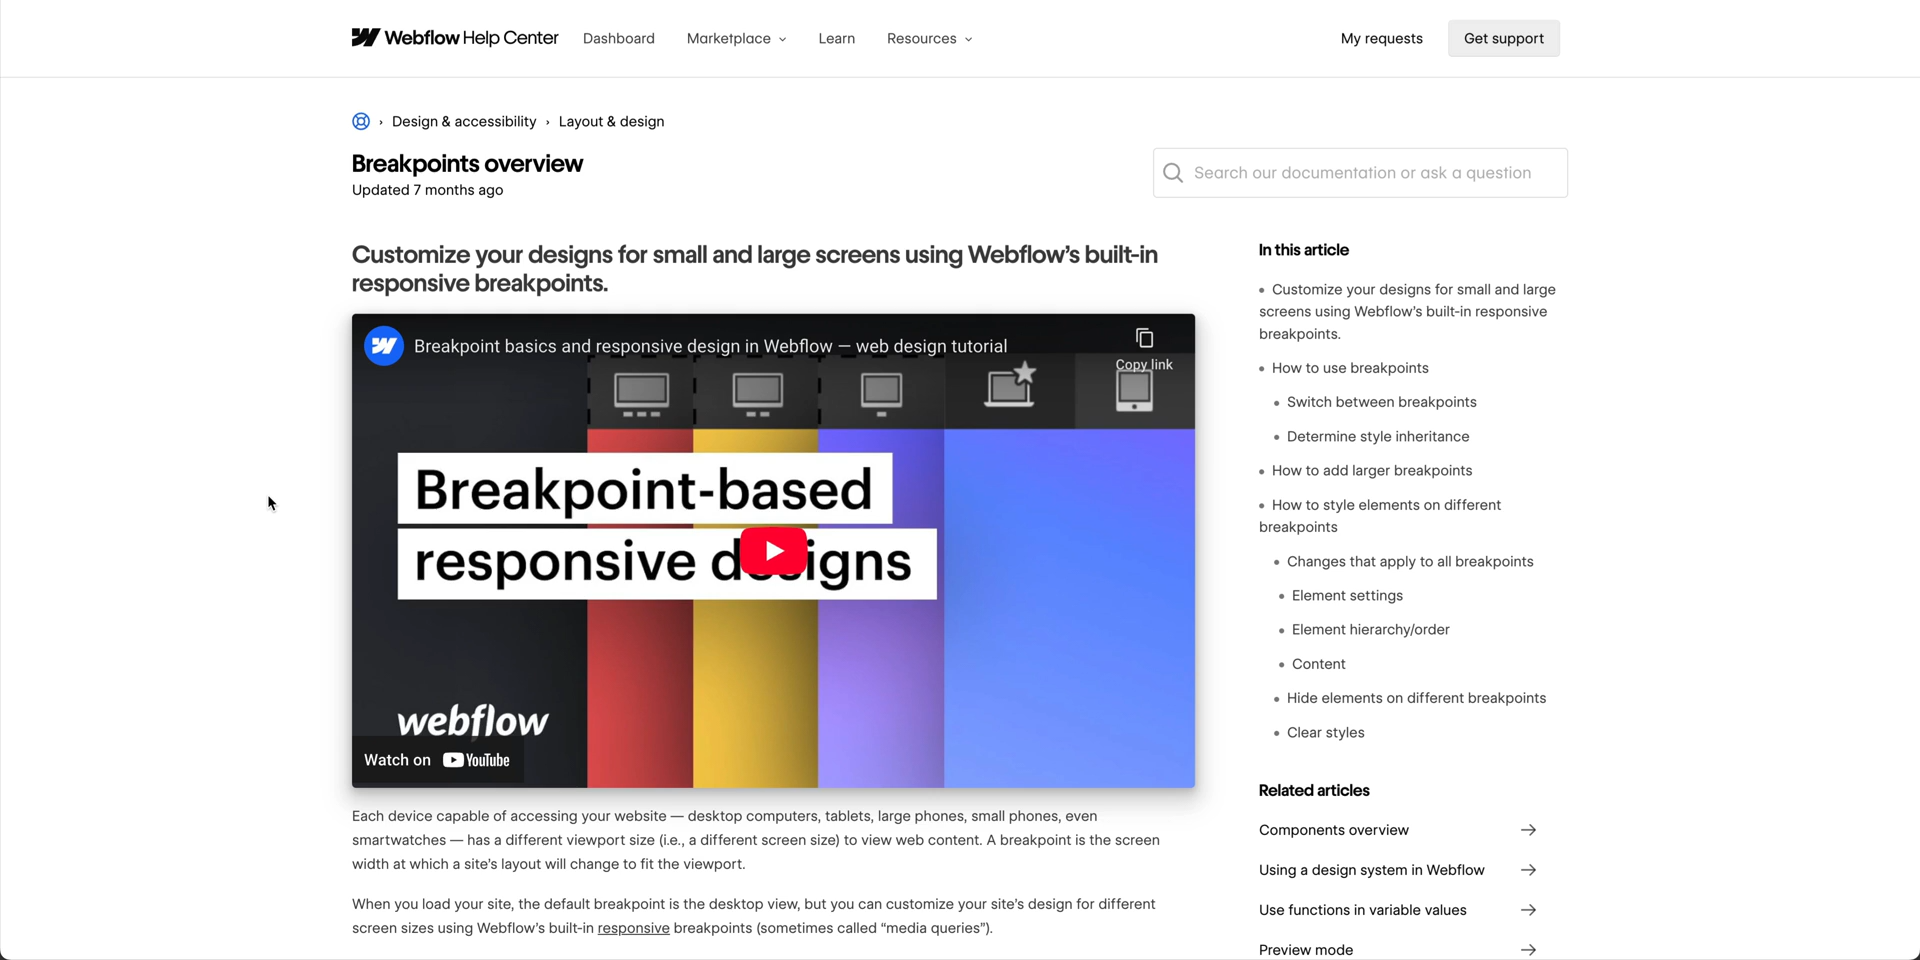 Webflow Help Center
Dashboard
Marketplace
Learn
Resources
My requests
Get support
Design & accessibility › Layout & design
Breakpoints overview
Updated 7 months ago
Search our documentation or ask a question
Customize your designs for small and large screens using Webflow’s built-in
responsive breakpoints.
Breakpoint basics and responsive design in Webflow — web design tutorial
Copy link
Breakpoint-based
responsive designs
webflow
Watch on YouTube
Each device capable of accessing your website — desktop computers, tablets, large phones, small phones, even
smartwatches — has a different viewport size (i.e., a different screen size) to view web content. A breakpoint is the screen
width at which a site’s layout will change to fit the viewport.
When you load your site, the default breakpoint is the desktop view, but you can customize your site’s design for different
screen sizes using Webflow’s built-in responsive breakpoints (sometimes called “media queries”).
In this article
• Customize your designs for small and large
screens using Webflow’s built-in responsive
breakpoints.
• How to use breakpoints
• Switch between breakpoints
• Determine style inheritance
• How to add larger breakpoints
• How to style elements on different
breakpoints
• Changes that apply to all breakpoints
• Element settings
• Element hierarchy/order
• Content
• Hide elements on different breakpoints
• Clear styles
Related articles
Components overview
Using a design system in Webflow
Use functions in variable values
Preview mode